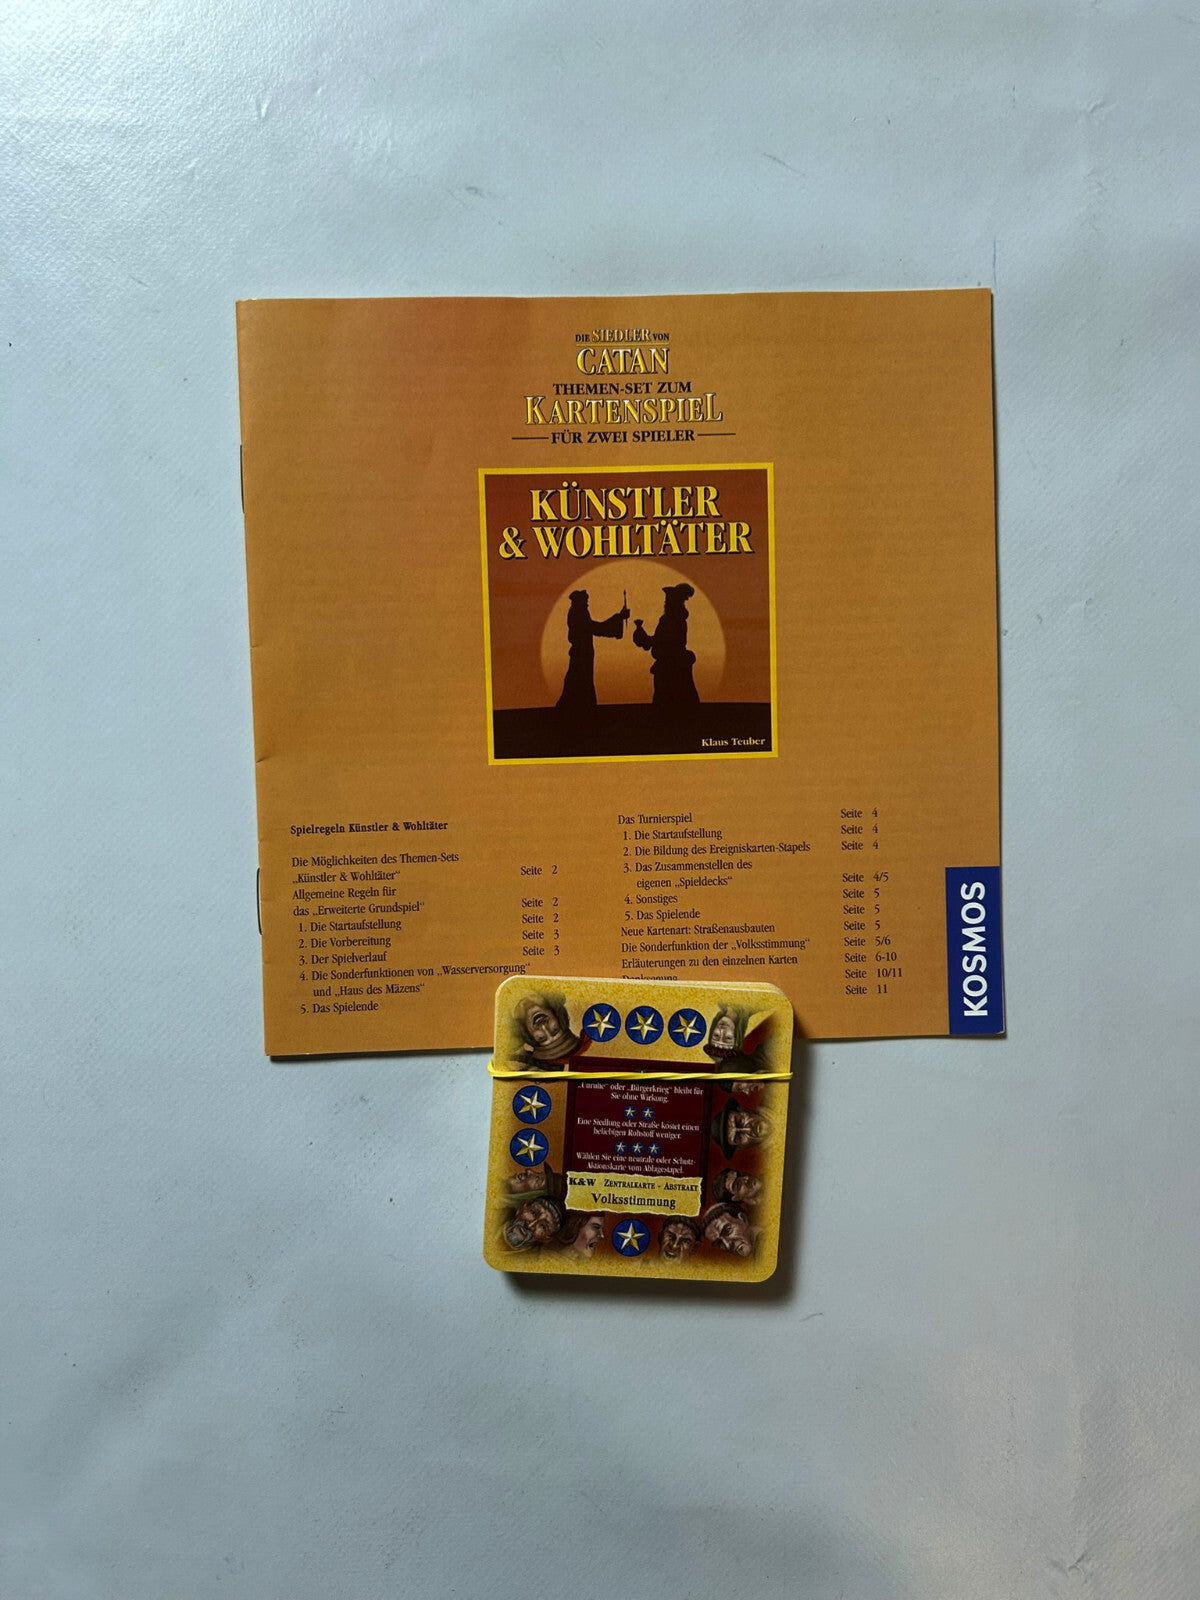 DIE SIEDLER VON
CATAN
THEMEN-SET ZUM
KARTENSPIEL
FÜR ZWEI SPIELER
KÜNSTLER
& WOHLTÄTER
Klaus Teuber
Spielregeln Künstler & Wohltäter
Die Möglichkeiten des Themen-Sets
„Künstler & Wohltäter“ Seite 2
Allgemeine Regeln für
das „Erweiterte Grundspiel“ Seite 2
1. Die Startaufstellung Seite 2
2. Die Vorbereitung Seite 3
3. Der Spielverlauf Seite 3
4. Die Sonderfunktionen von „Wasserversorgung“
und „Haus des Mäzens“
5. Das Spielende
Das Turnierspiel Seite 4
1. Die Startaufstellung Seite 4
2. Die Bildung des Ereigniskarten-Stapels Seite 4
3. Das Zusammenstellen des
eigenen „Spieldecks“ Seite 4/5
4. Sonstiges Seite 5
5. Das Spielende Seite 5
Neue Kartenart: Straßenausbauten Seite 5
Die Sonderfunktion der „Volksstimmung“ Seite 5/6
Erläuterungen zu den einzelnen Karten Seite 6-10
Danksagung Seite 10/11
Seite 11
KOSMOS
„Unruhe“ oder „Bürgerkrieg“ bleibt für
Sie ohne Wirkung.
Eine Siedlung oder Straße kostet einen
beliebigen Rohstoff weniger.
Wählen Sie eine neutrale oder Schutz-
Aktionskarte vom Ablagestapel.
K&W ZENTRALKARTE - ABSTRAKT
Volksstimmung